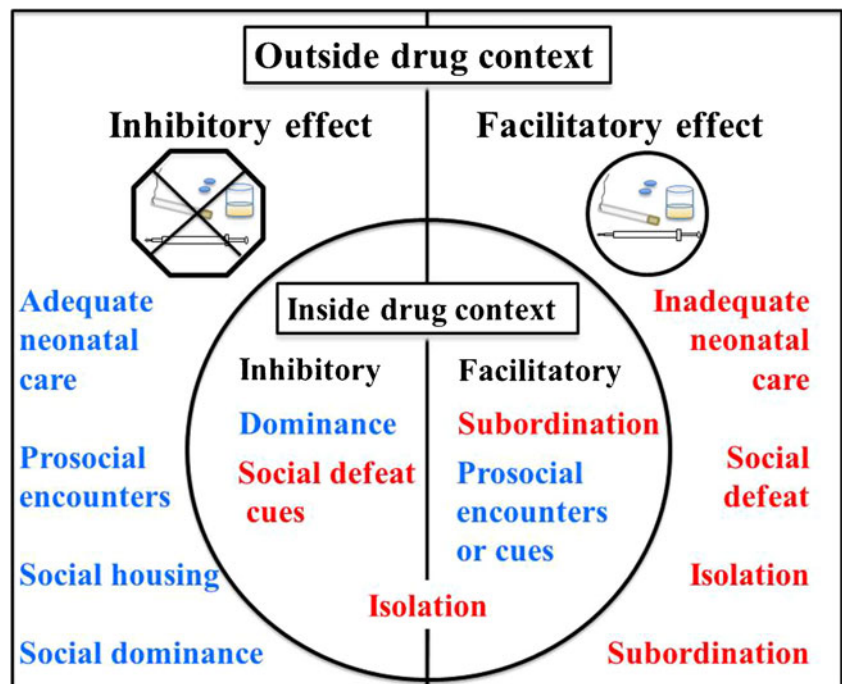 Outside drug context
Inhibitory effect
Facilitatory effect
Adequate
neonatal
care
Prosocial
encounters
Social housing
Social dominance
Inside drug context
Inhibitory
Dominance
Social defeat
cues
Facilitatory
Subordination
Prosocial
encounters
or cues
Isolation
Inadequate
neonatal
care
Social
defeat
Isolation
Subordination